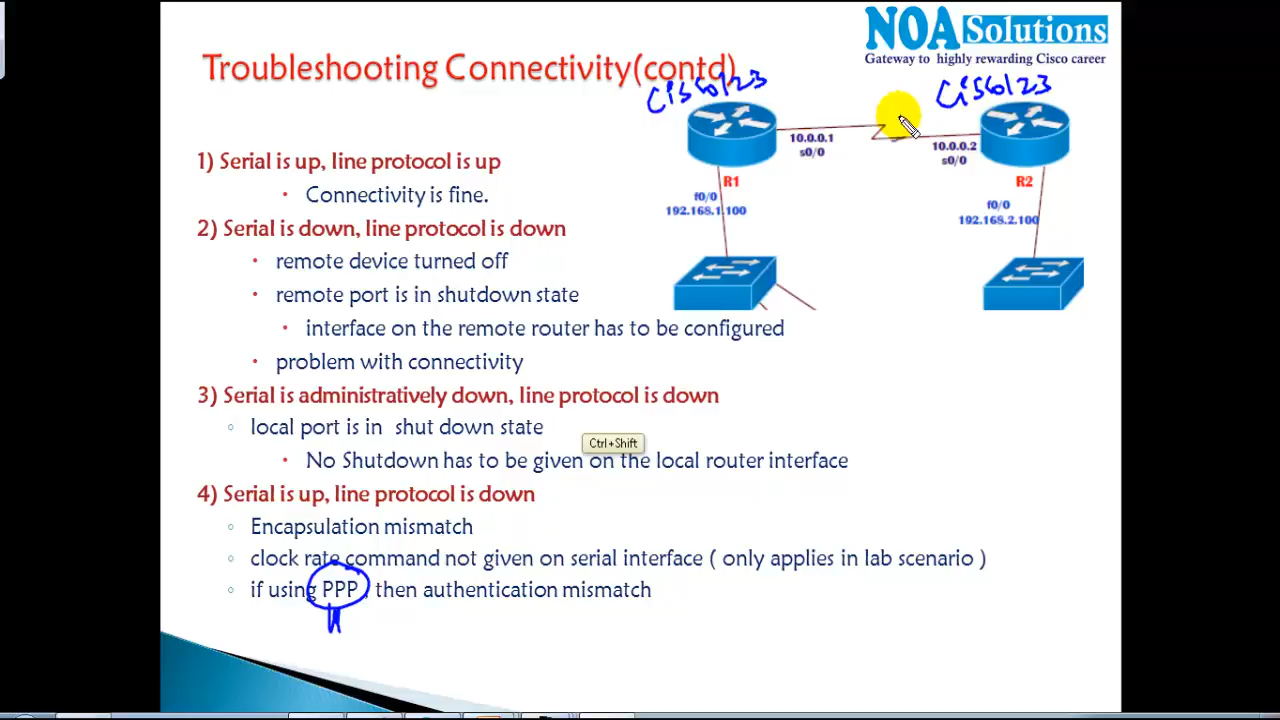 NOA Solutions
Gateway to highly rewarding Cisco career
Troubleshooting Connectivity(contd)
Cisco123
Cisco123
10.0.0.1
s0/0
10.0.0.2
s0/0
R1
R2
f0/0
192.168.1.100
f0/0
192.168.2.100
1) Serial is up, line protocol is up
• Connectivity is fine.
2) Serial is down, line protocol is down
• remote device turned off
• remote port is in shutdown state
• interface on the remote router has to be configured
• problem with connectivity
3) Serial is administratively down, line protocol is down
◦ local port is in shut down state
Ctrl+Shift
• No Shutdown has to be given on the local router interface
4) Serial is up, line protocol is down
◦ Encapsulation mismatch
◦ clock rate command not given on serial interface ( only applies in lab scenario )
◦ if using PPP , then authentication mismatch